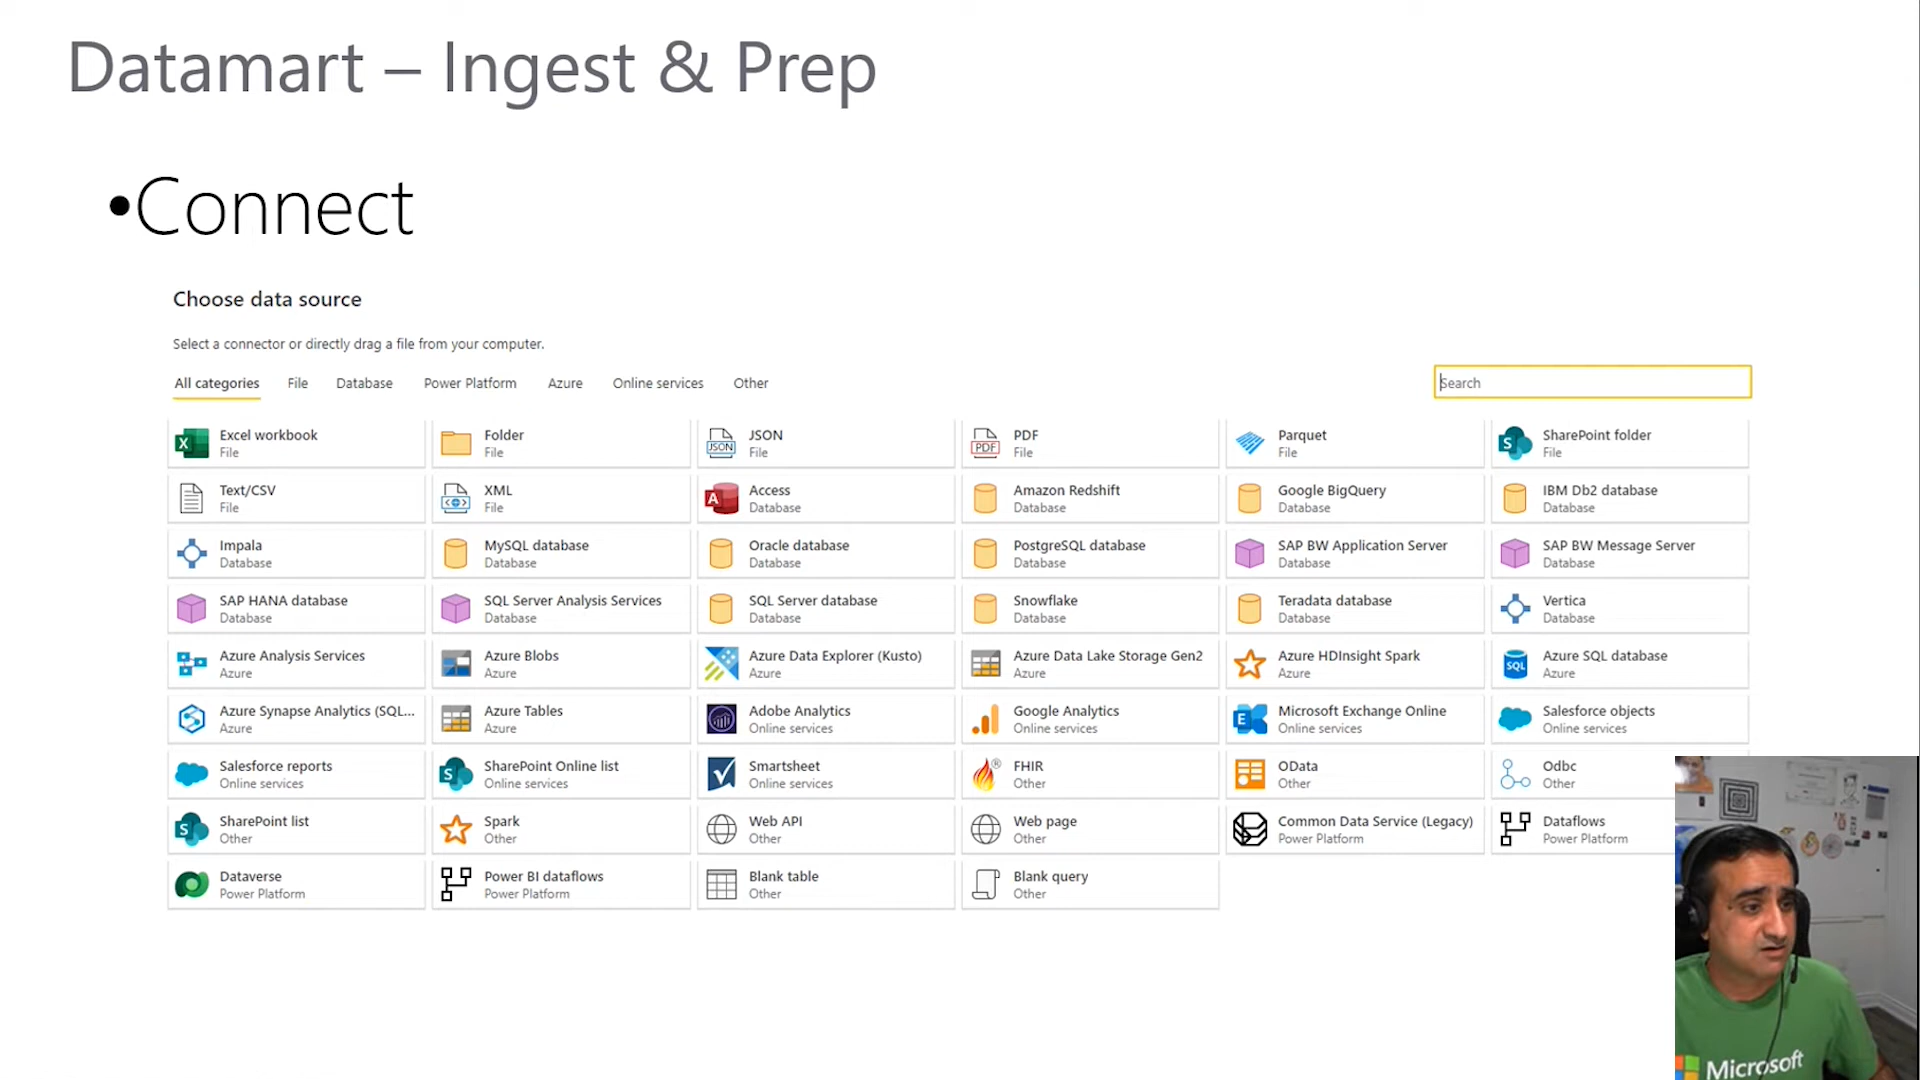 Datamart – Ingest & Prep
•Connect
Choose data source
Select a connector or directly drag a file from your computer.
All categories File Database Power Platform Azure Online services Other
Search
Excel workbook
File
Folder
File
JSON
JSON
File
PDF
PDF
File
Parquet
File
SharePoint folder
File
Text/CSV
File
XML
File
Access
Database
Amazon Redshift
Database
Google BigQuery
Database
IBM Db2 database
Database
Impala
Database
MySQL database
Database
Oracle database
Database
PostgreSQL database
Database
SAP BW Application Server
Database
SAP BW Message Server
Database
SAP HANA database
Database
SQL Server Analysis Services
Database
SQL Server database
Database
Snowflake
Database
Teradata database
Database
Vertica
Database
Azure Analysis Services
Azure
Azure Blobs
Azure
Azure Data Explorer (Kusto)
Azure
Azure Data Lake Storage Gen2
Azure
Azure HDInsight Spark
Azure
SQL
Azure SQL database
Azure
Azure Synapse Analytics (SQL...
Azure
Azure Tables
Azure
Adobe Analytics
Online services
Google Analytics
Online services
Microsoft Exchange Online
Online services
Salesforce objects
Online services
Salesforce reports
Online services
SharePoint Online list
Online services
Smartsheet
Online services
FHIR
Other
OData
Other
Odbc
Other
SharePoint list
Other
Spark
Other
Web API
Other
Web page
Other
Common Data Service (Legacy)
Power Platform
Dataflows
Power Platform
Dataverse
Power Platform
Power BI dataflows
Power Platform
Blank table
Other
Blank query
Other
Microsoft